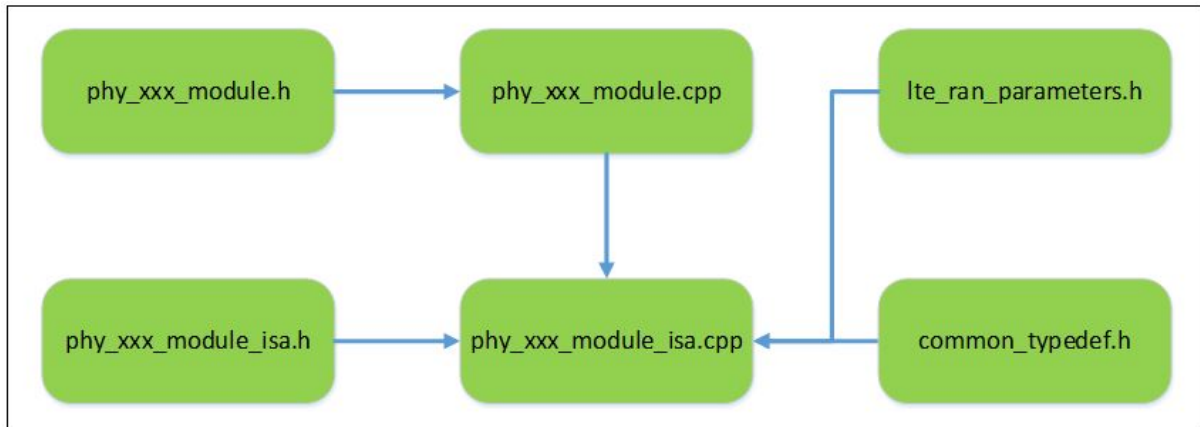 phy_xxx_module.h
phy_xxx_module.cpp
lte_ran_parameters.h
phy_xxx_module_isa.h
phy_xxx_module_isa.cpp
common_typedef.h